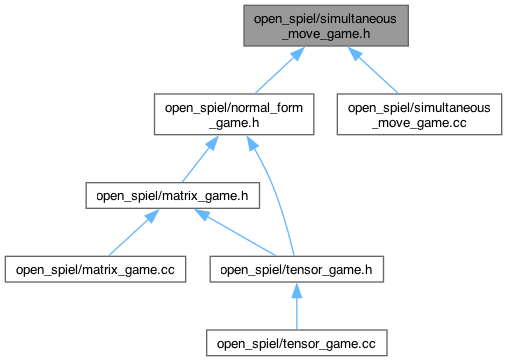 open_spiel/simultaneous
_move_game.h
open_spiel/normal_form
_game.h
open_spiel/simultaneous
_move_game.cc
open_spiel/matrix_game.h
open_spiel/matrix_game.cc
open_spiel/tensor_game.h
open_spiel/tensor_game.cc